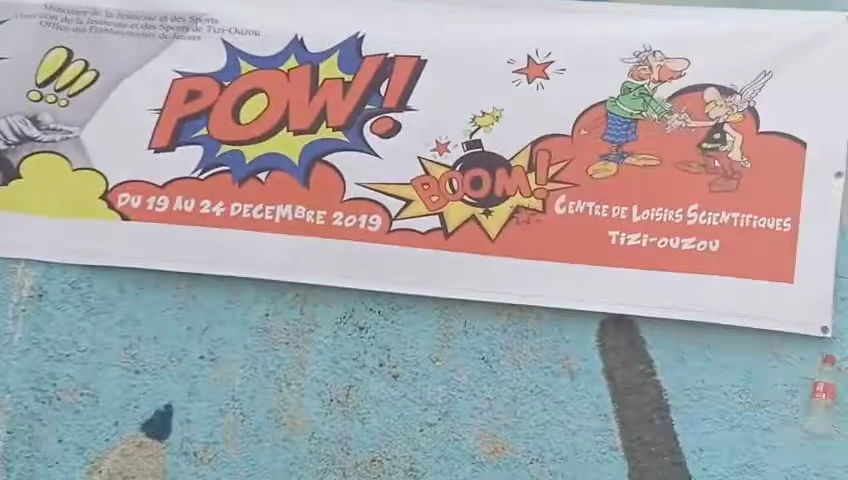 Ministère de la Jeunesse et des Sports
Direction de la Jeunesse et des Sports de Tizi-Ouzou
Office des Etablissements de Jeunes
!!!
POW!
BOOM!
DU 19 AU 24 DECEMBRE 2019
CENTRE DE LOISIRS SCIENTIFIQUES
TIZI-OUZOU